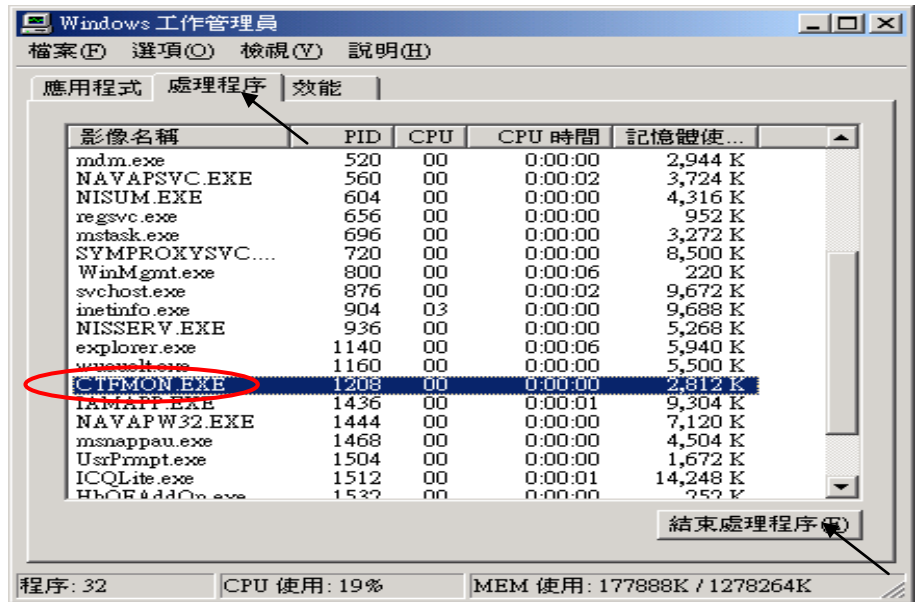 Windows 工作管理員
檔案(F) 選項(O) 檢視(V) 說明(H)
應用程式 處理程序 效能
影像名稱 PID CPU CPU 時間 記憶體使...
mdm.exe 520 00 0:00:00 2,944 K
NAVAPSVC.EXE 560 00 0:00:02 3,724 K
NISUM.EXE 604 00 0:00:00 4,316 K
regsvc.exe 656 00 0:00:00 952 K
mstask.exe 696 00 0:00:00 3,272 K
SYMPROXYSVC.... 720 00 0:00:00 8,500 K
WinMgmt.exe 800 00 0:00:06 220 K
svchost.exe 876 00 0:00:02 9,672 K
inetinfo.exe 904 03 0:00:00 9,688 K
NISSERV.EXE 936 00 0:00:00 5,268 K
explorer.exe 1140 00 0:00:06 5,940 K
wuauclt.exe 1160 00 0:00:00 5,500 K
CTFMON.EXE 1208 00 0:00:00 2,812 K
IAMAPP.EXE 1436 00 0:00:01 9,304 K
NAVAPW32.EXE 1444 00 0:00:00 7,120 K
msnappau.exe 1468 00 0:00:00 4,504 K
UsrPrmpt.exe 1504 00 0:00:00 1,672 K
ICQLite.exe 1512 00 0:00:01 14,248 K
HbOEAddOn.exe 1532 00 0:00:00 252 K
結束處理程序(E)
程序: 32 CPU 使用: 19% MEM 使用: 177888K / 1278264K